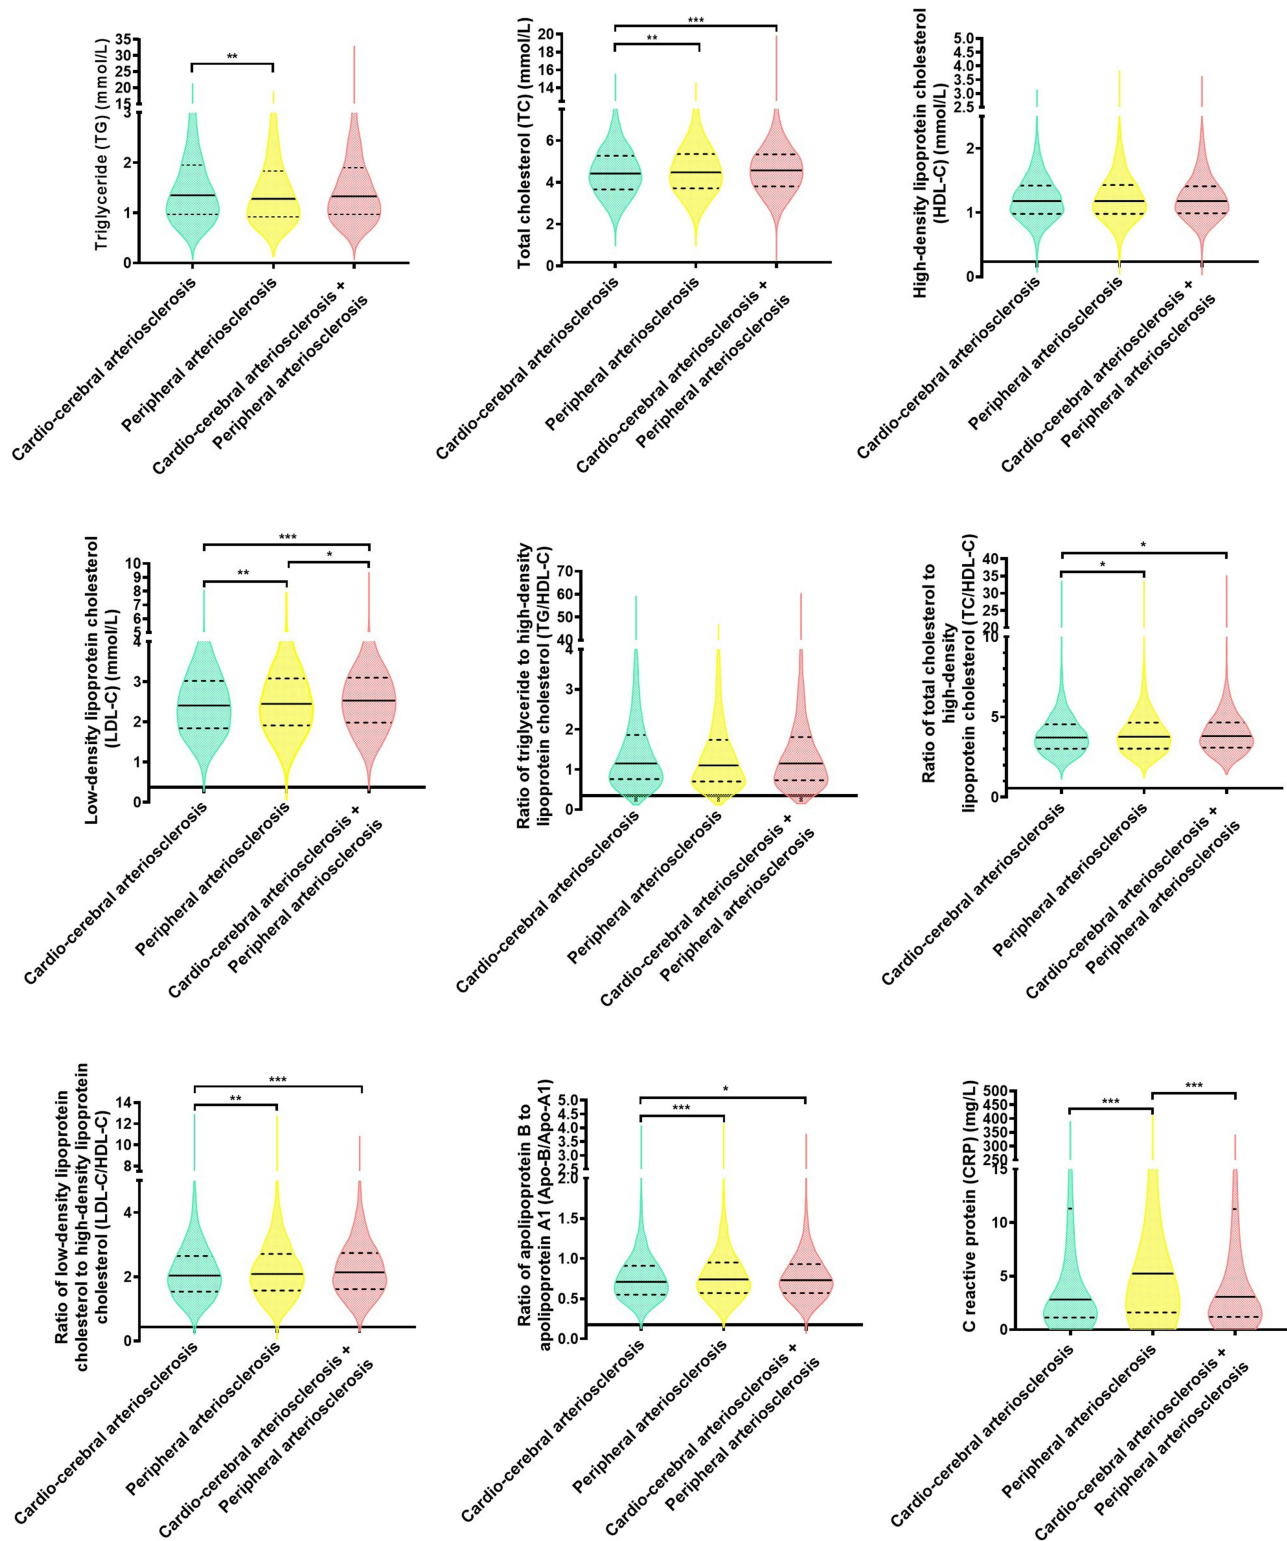 Triglyceride (TG) (mmol/L)
35
30
25
20
15
3
2
1
0
**
Cardio-cerebral arteriosclerosis
Peripheral arteriosclerosis
Cardio-cerebral arteriosclerosis +
Peripheral arteriosclerosis
Total cholesterol (TC) (mmol/L)
20
18
16
14
12
6
4
2
0
***
**
Cardio-cerebral arteriosclerosis
Peripheral arteriosclerosis
Cardio-cerebral arteriosclerosis +
Peripheral arteriosclerosis
High-density lipoprotein cholesterol
(HDL-C) (mmol/L)
5.0
4.5
4.0
3.5
3.0
2.5
2
1
0
Cardio-cerebral arteriosclerosis
Peripheral arteriosclerosis
Cardio-cerebral arteriosclerosis +
Peripheral arteriosclerosis
Low-density lipoprotein cholesterol
(LDL-C) (mmol/L)
10
9
8
7
6
5
4
3
2
1
0
***
*
**
Cardio-cerebral arteriosclerosis
Peripheral arteriosclerosis
Cardio-cerebral arteriosclerosis +
Peripheral arteriosclerosis
Ratio of triglyceride to high-density
lipoprotein cholesterol (TG/HDL-C)
70
60
50
40
4
3
2
1
0
Cardio-cerebral arteriosclerosis
Peripheral arteriosclerosis
Cardio-cerebral arteriosclerosis +
Peripheral arteriosclerosis
Ratio of total cholesterol to
high-density
lipoprotein cholesterol (TC/HDL-C)
40
35
30
25
20
10
5
0
*
*
Cardio-cerebral arteriosclerosis
Peripheral arteriosclerosis
Cardio-cerebral arteriosclerosis +
Peripheral arteriosclerosis
Ratio of low-density lipoprotein
cholesterol to high-density lipoprotein
cholesterol (LDL-C/HDL-C)
14
12
10
8
4
2
0
***
**
Cardio-cerebral arteriosclerosis
Peripheral arteriosclerosis
Cardio-cerebral arteriosclerosis +
Peripheral arteriosclerosis
Ratio of apolipoprotein B to
apolipoprotein A1 (Apo-B/Apo-A1)
5.0
4.5
4.0
3.5
3.0
2.5
2.0
1.5
1.0
0.5
0.0
*
***
Cardio-cerebral arteriosclerosis
Peripheral arteriosclerosis
Cardio-cerebral arteriosclerosis +
Peripheral arteriosclerosis
C reactive protein (CRP) (mg/L)
500
450
400
350
300
250
15
10
5
0
***
***
Cardio-cerebral arteriosclerosis
Peripheral arteriosclerosis
Cardio-cerebral arteriosclerosis +
Peripheral arteriosclerosis